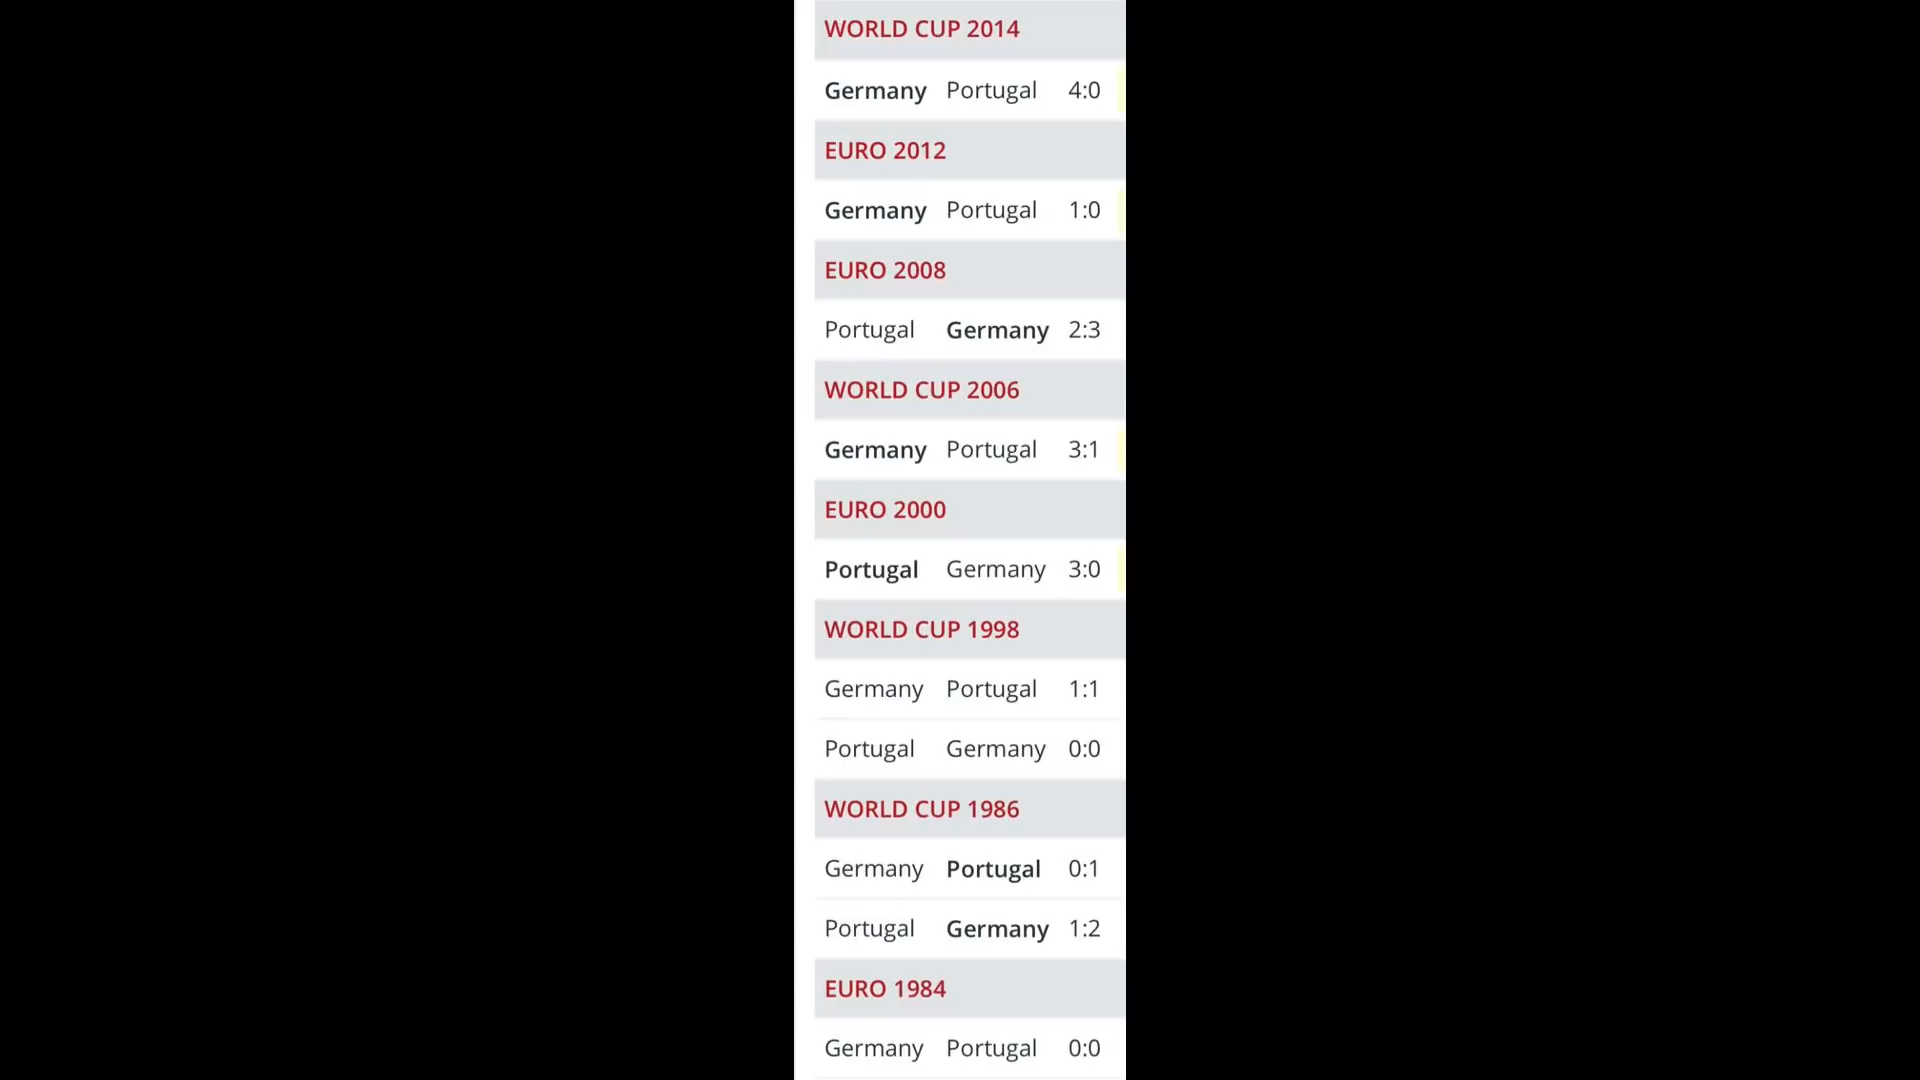 WORLD CUP 2014
Germany Portugal 4:0
EURO 2012
Germany Portugal 1:0
EURO 2008
Portugal Germany 2:3
WORLD CUP 2006
Germany Portugal 3:1
EURO 2000
Portugal Germany 3:0
WORLD CUP 1998
Germany Portugal 1:1
Portugal Germany 0:0
WORLD CUP 1986
Germany Portugal 0:1
Portugal Germany 1:2
EURO 1984
Germany Portugal 0:0